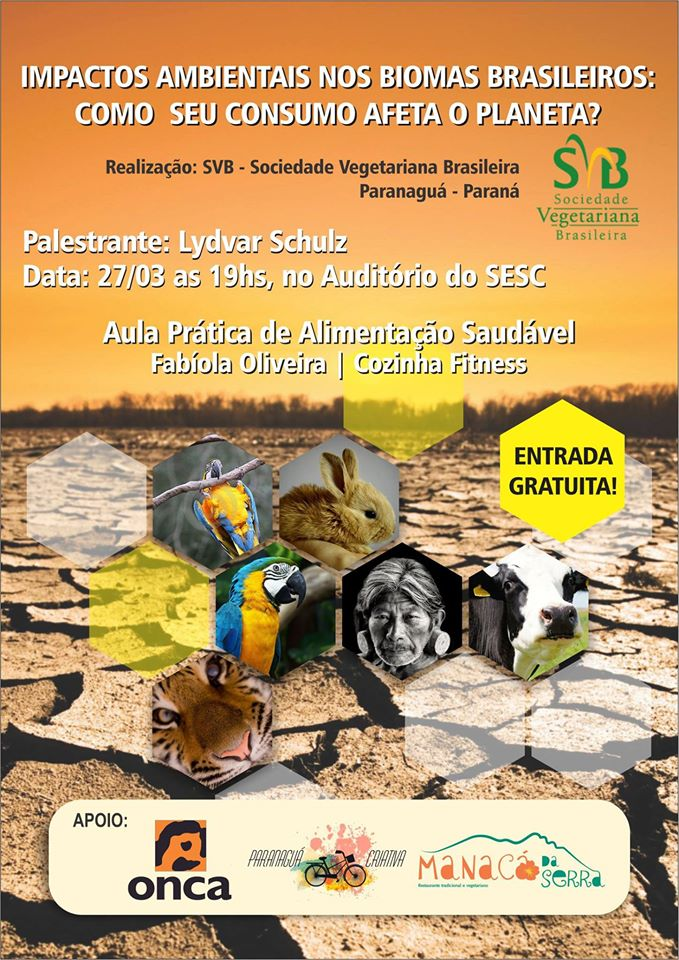 IMPACTOS AMBIENTAIS NOS BIOMAS BRASILEIROS:
COMO SEU CONSUMO AFETA O PLANETA?
Realização: SVB - Sociedade Vegetariana Brasileira
Paranaguá - Paraná
SVB
Sociedade
Vegetariana
Brasileira
Palestrante: Lydvar Schulz
Data: 27/03 as 19hs, no Auditório do SESC
Aula Prática de Alimentação Saudável
Fabíola Oliveira | Cozinha Fitness
ENTRADA
GRATUITA!
APOIO:
onca
PARANAGUÁ CRIATIVA
MANACÁ DA SERRA
Restaurante tradicional e vegetariano